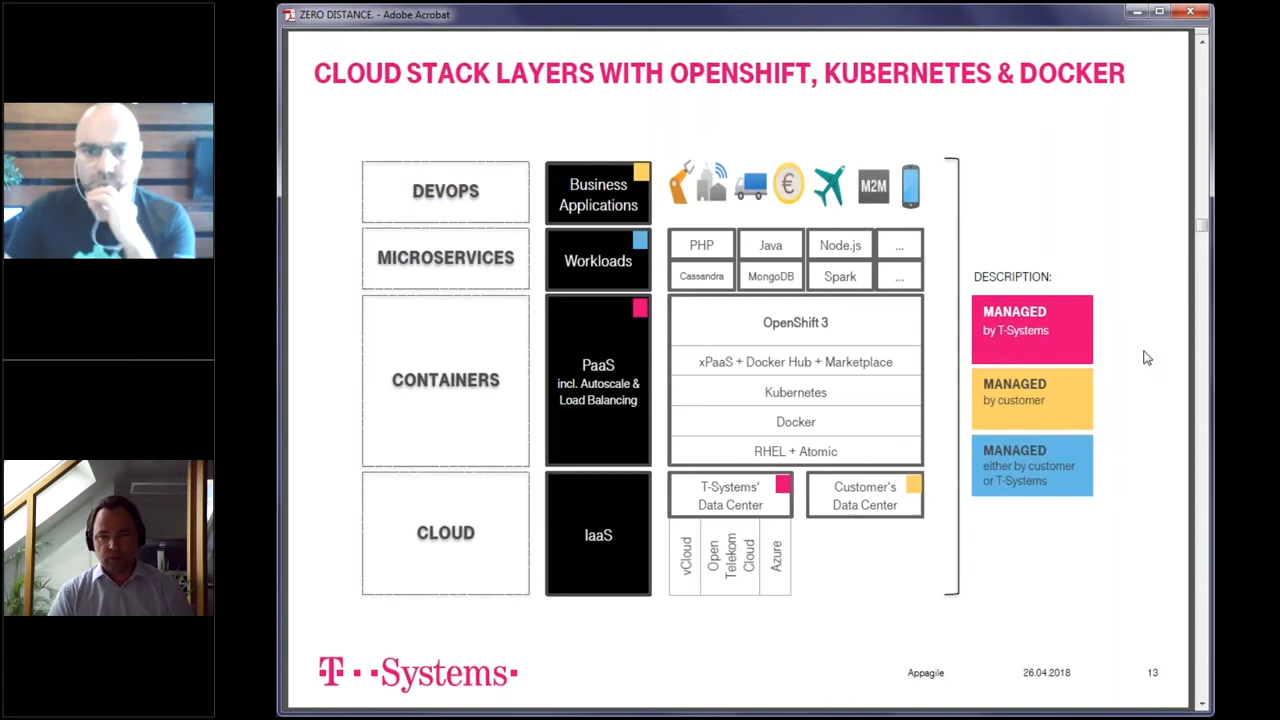 ZERO DISTANCE. - Adobe Acrobat
CLOUD STACK LAYERS WITH OPENSHIFT, KUBERNETES & DOCKER
DEVOPS
Business
Applications
€
M2M
MICROSERVICES
Workloads
PHP
Java
Node.js
...
Cassandra
MongoDB
Spark
...
CONTAINERS
PaaS
incl. Autoscale &
Load Balancing
OpenShift 3
xPaaS + Docker Hub + Marketplace
Kubernetes
Docker
RHEL + Atomic
CLOUD
IaaS
T-Systems'
Data Center
Customer's
Data Center
vCloud
Open
Telekom
Cloud
Azure
DESCRIPTION:
MANAGED
by T-Systems
MANAGED
by customer
MANAGED
either by customer
or T-Systems
T··Systems·
Appagile
26.04.2018
13